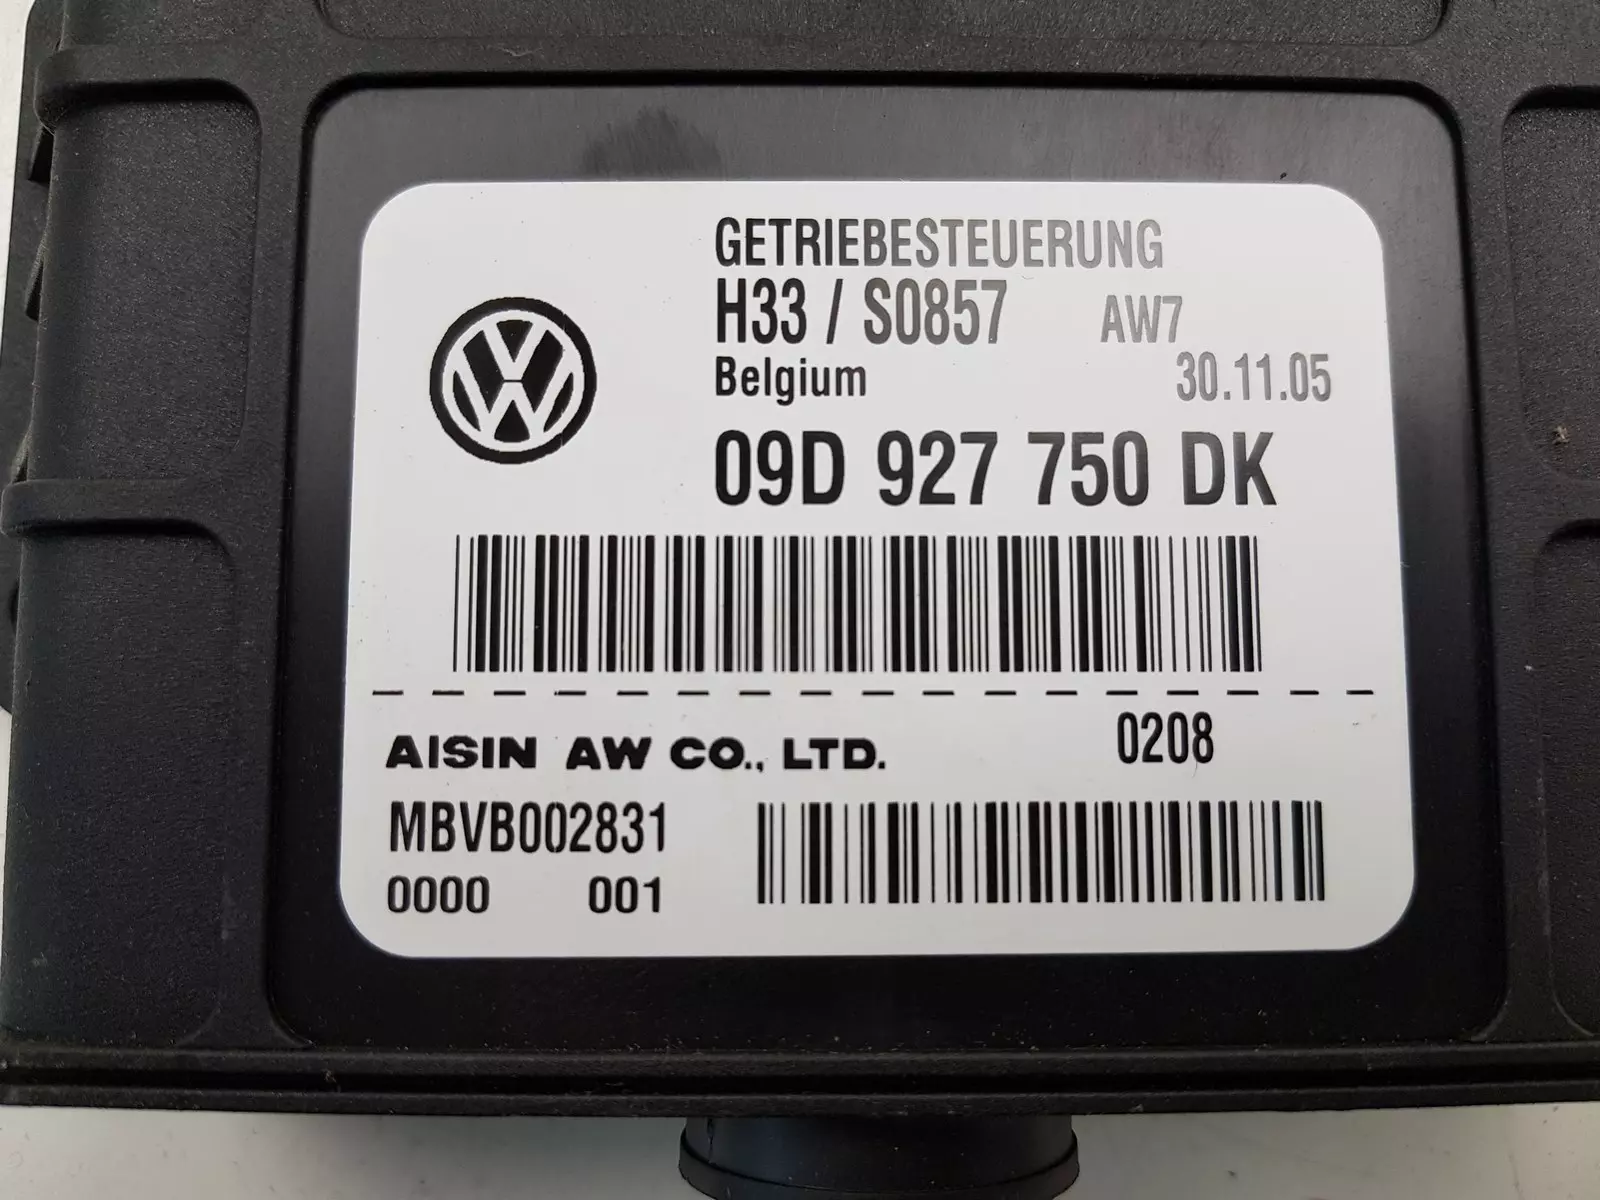 GETRIEBESTEUERUNG
H33 / S0857 AW7
Belgium 30.11.05
09D 927 750 DK
AISIN AW CO., LTD. 0208
MBVB002831
0000 001